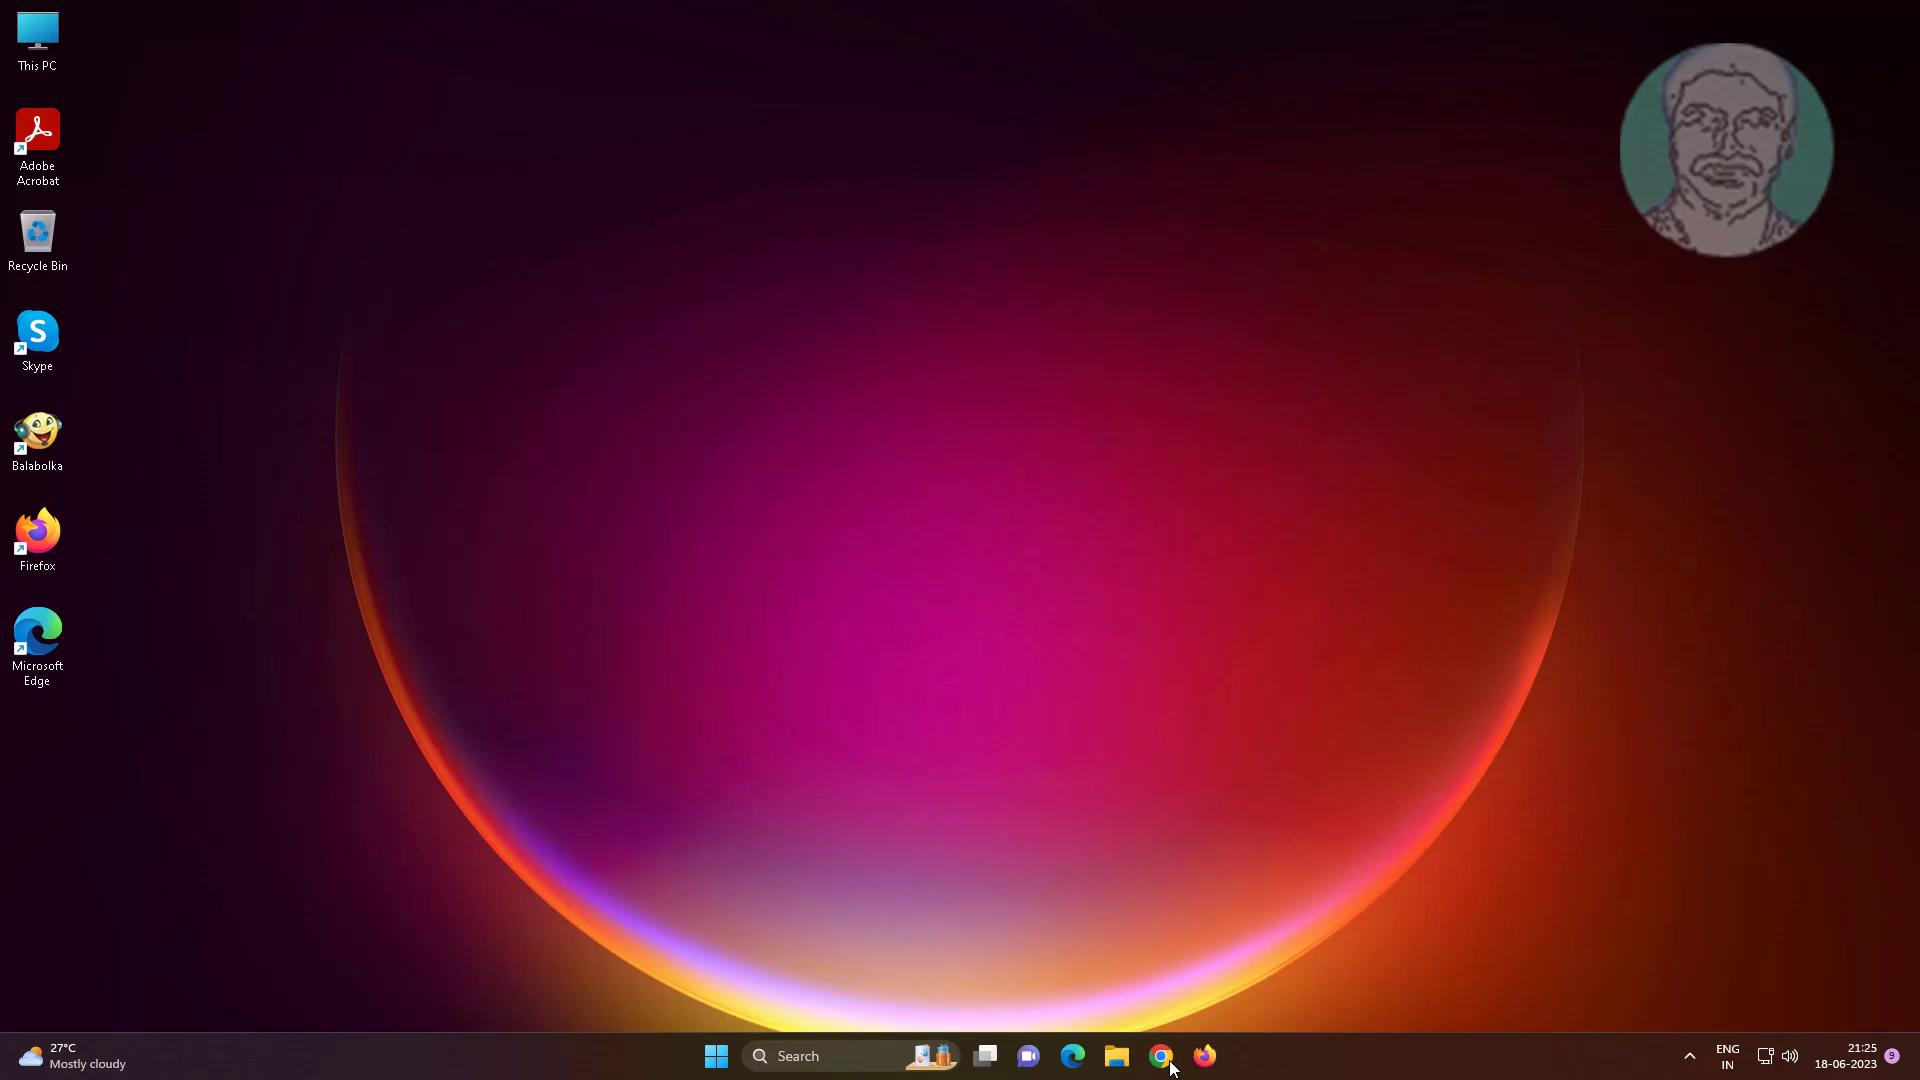 This PC
Adobe
Acrobat
Recycle Bin
S
Skype
Balabolka
Firefox
Microsoft
Edge
27°C
Mostly cloudy
Search
ENG
IN
21:25
18-06-2023
9